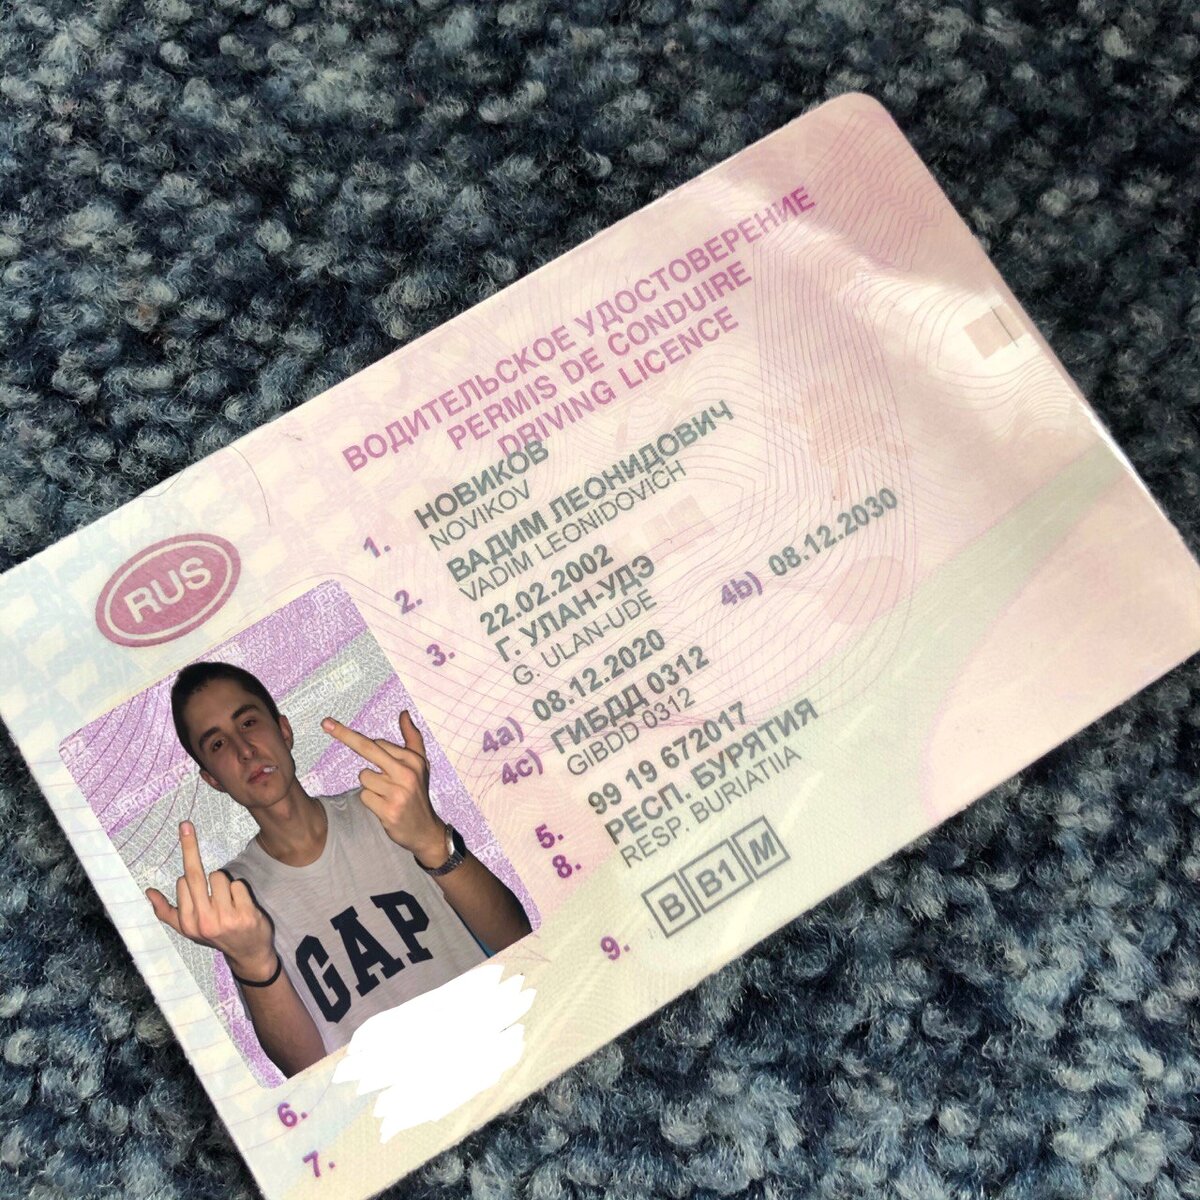 ВОДИТЕЛЬСКОЕ УДОСТОВЕРЕНИЕ
PERMIS DE CONDUIRE
DRIVING LICENCE
RUS
1. НОВИКОВ
NOVIKOV
2. ВАДИМ ЛЕОНИДОВИЧ
VADIM LEONIDOVICH
3. 22.02.2002
Г. УЛАН-УДЭ
G. ULAN-UDE
4a) 08.12.2020 4b) 08.12.2030
4c) ГИБДД 0312
GIBDD 0312
5. 99 19 672017
8. РЕСП. БУРЯТИЯ
RESP. BURIATIIA
9. B B1 M
GAP
6.
7.